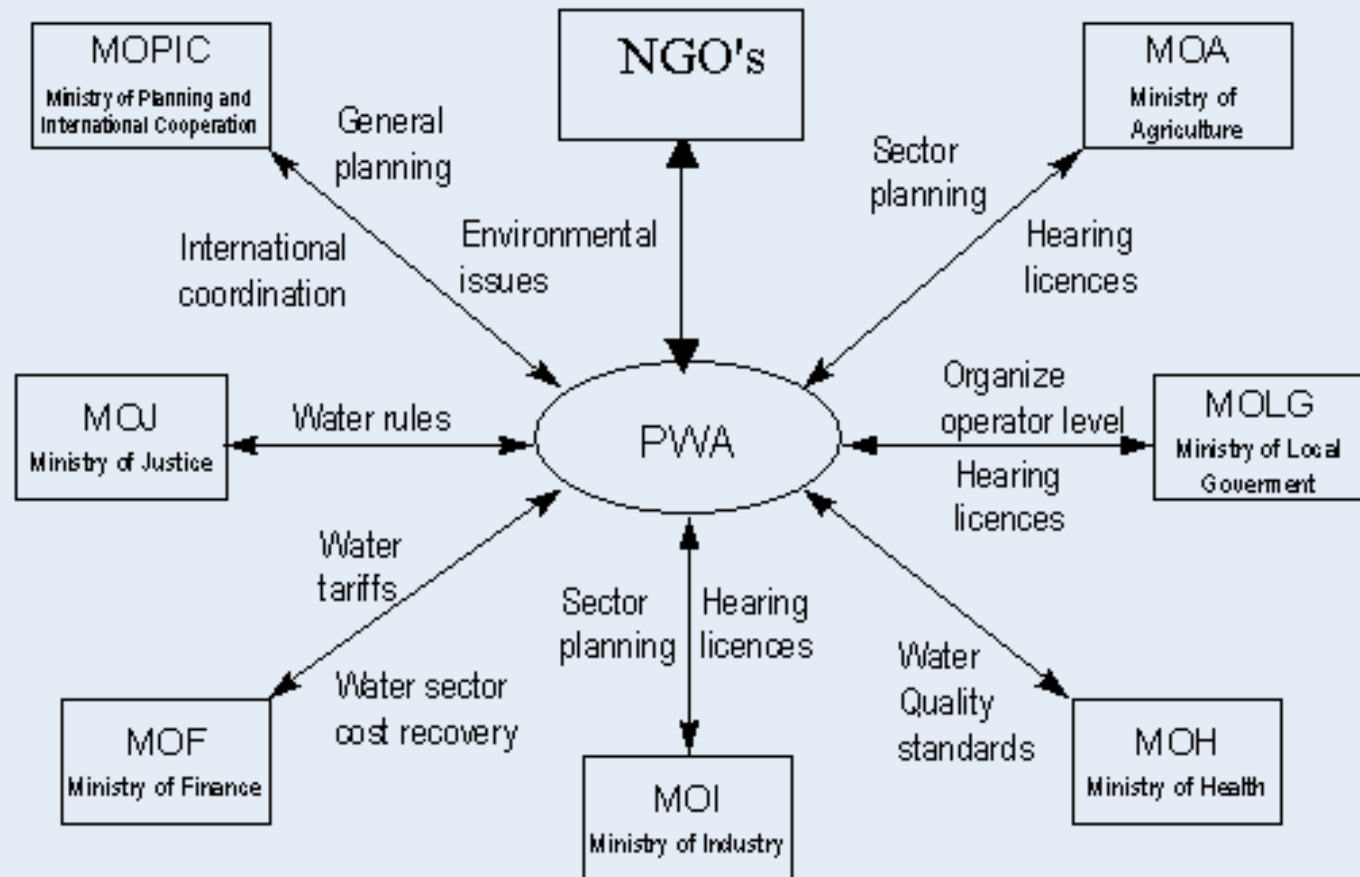 MOPIC
Ministry of Planning and
International Cooperation
NGO's
MOA
Ministry of
Agriculture
General
planning
Sector
planning
International
coordination
Environmental
issues
Hearing
licences
MOJ
Ministry of Justice
Water rules
PWA
Organize
operator level
Hearing
licences
MOLG
Ministry of Local
Goverment
Water
tariffs
Sector
planning
Hearing
licences
Water
Quality
standards
Water sector
cost recovery
MOF
Ministry of Finance
MOI
Ministry of Industry
MOH
Ministry of Health